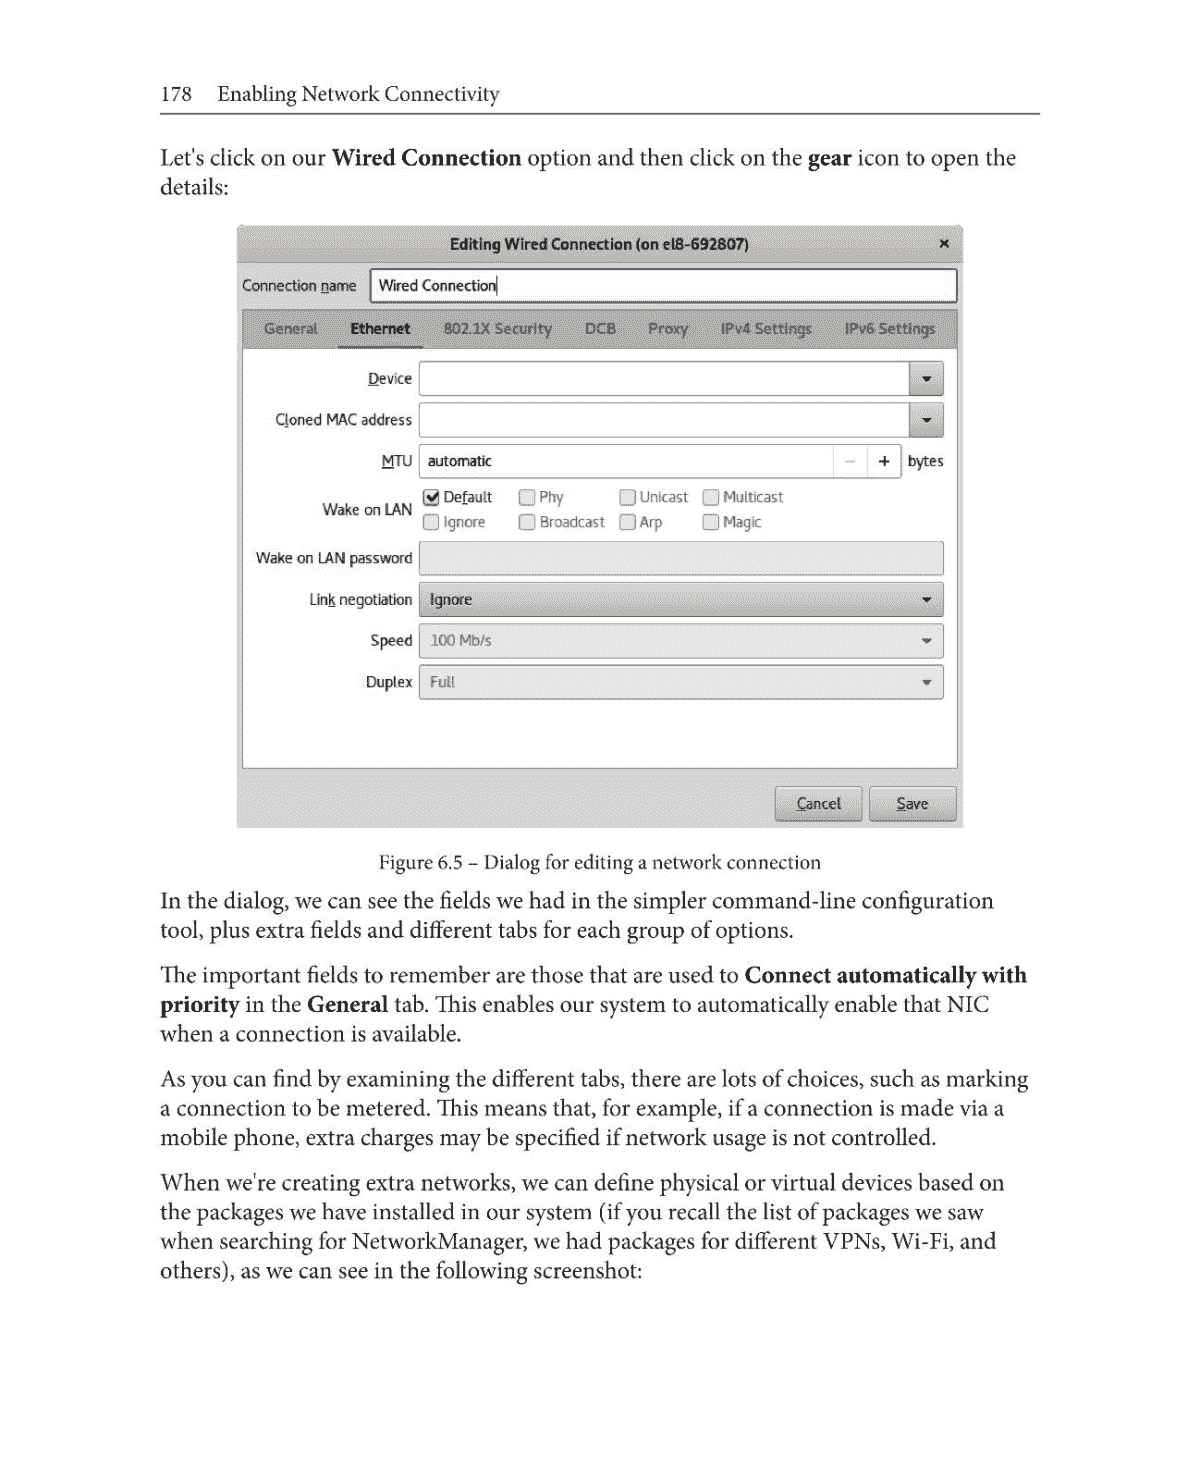 178 Enabling Network Connectivity
Let's click on our Wired Connection option and then click on the gear icon to open the
details:
Editing Wired Connection (on el8-692807) ×
Connection name Wired Connection
General Ethernet 802.1X Security DCB Proxy IPv4 Settings IPv6 Settings
Device
Cloned MAC address
MTU automatic − + bytes
Wake on LAN
Default Phy Unicast Multicast
Ignore Broadcast Arp Magic
Wake on LAN password
Link negotiation Ignore
Speed 100 Mb/s
Duplex Full
Cancel Save
Figure 6.5 – Dialog for editing a network connection
In the dialog, we can see the fields we had in the simpler command-line configuration
tool, plus extra fields and different tabs for each group of options.
The important fields to remember are those that are used to Connect automatically with
priority in the General tab. This enables our system to automatically enable that NIC
when a connection is available.
As you can find by examining the different tabs, there are lots of choices, such as marking
a connection to be metered. This means that, for example, if a connection is made via a
mobile phone, extra charges may be specified if network usage is not controlled.
When we're creating extra networks, we can define physical or virtual devices based on
the packages we have installed in our system (if you recall the list of packages we saw
when searching for NetworkManager, we had packages for different VPNs, Wi-Fi, and
others), as we can see in the following screenshot: